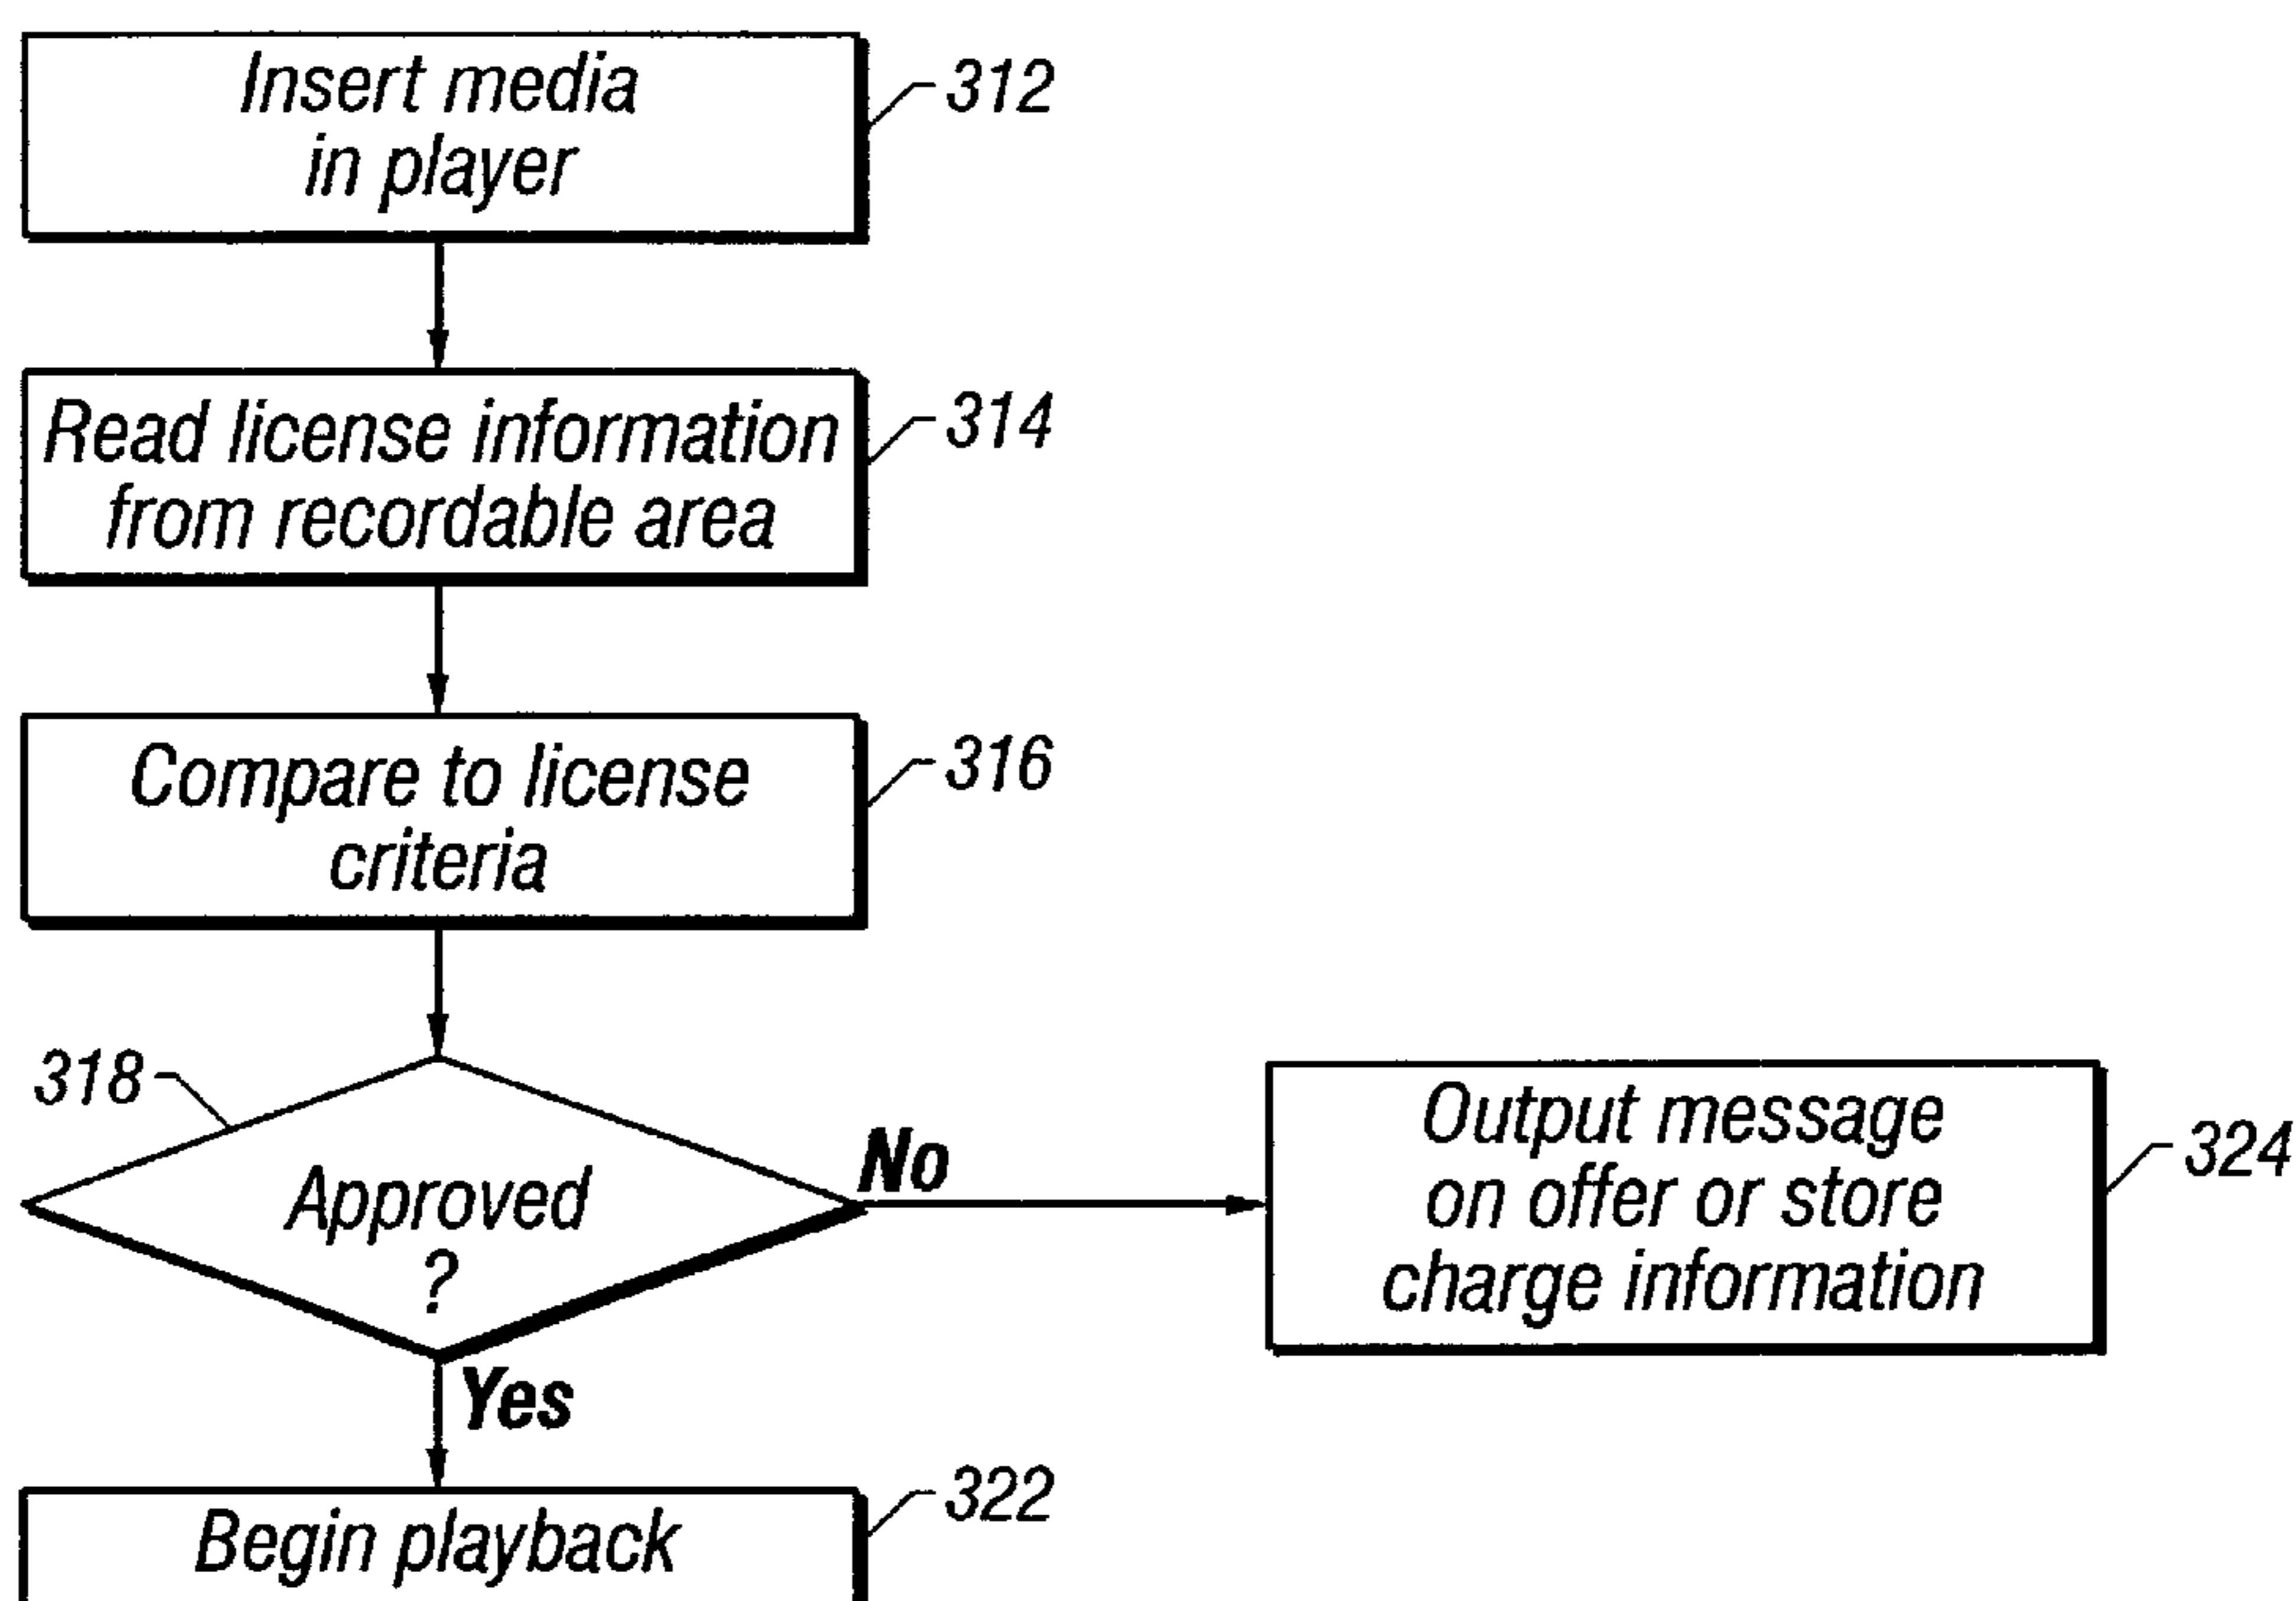 Insert media
in player
312
Read license information
from recordable area
314
Compare to license
criteria
316
318
Approved
?
No
Yes
Output message
on offer or store
charge information
324
Begin playback
322